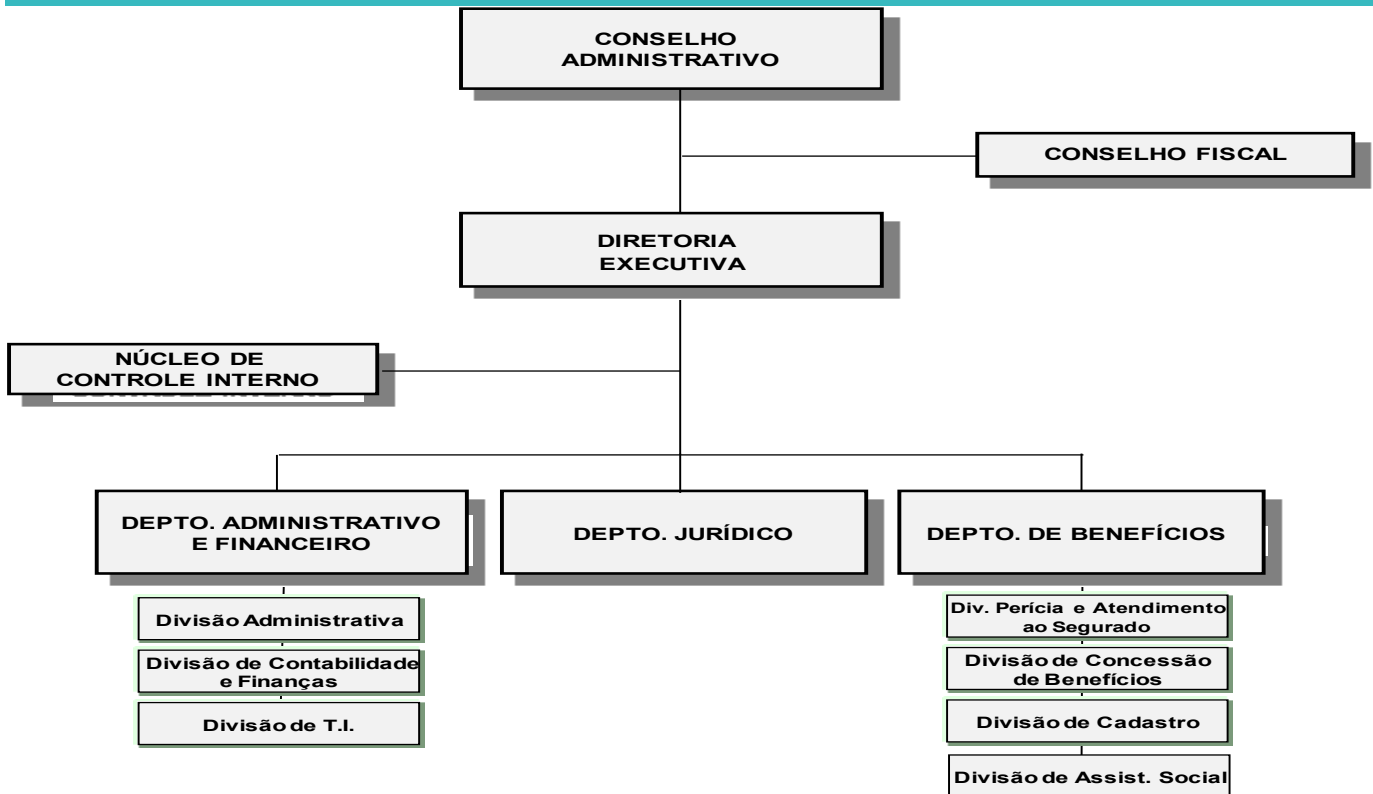 CONSELHO
ADMINISTRATIVO
CONSELHO FISCAL
DIRETORIA
EXECUTIVA
NÚCLEO DE
CONTROLE INTERNO
DEPTO. ADMINISTRATIVO
E FINANCEIRO
DEPTO. JURÍDICO
DEPTO. DE BENEFÍCIOS
Divisão Administrativa
Divisão de Contabilidade
e Finanças
Divisão de T.I.
Div. Perícia e Atendimento
ao Segurado
Divisão de Concessão
de Benefícios
Divisão de Cadastro
Divisão de Assist. Social